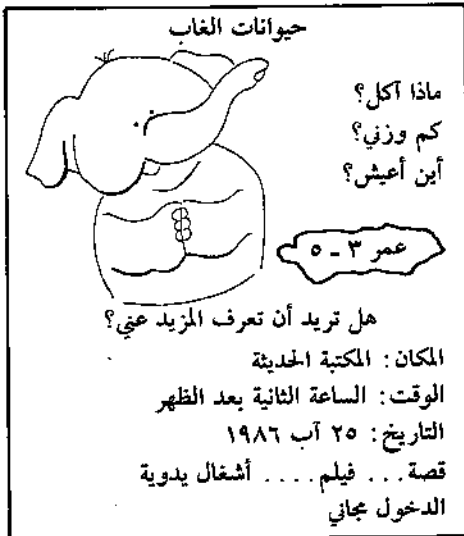 حيوانات الغاب
ماذا آكل؟
كم وزني؟
أين أعيش؟
عمر ٣ - ٥
هل تريد أن تعرف المزيد عني؟
المكان: المكتبة الحديثة
الوقت: الساعة الثانية بعد الظهر
التاريخ: ٢٥ آب ١٩٨٦
قصة... فيلم.... أشغال يدوية
الدخول مجاني